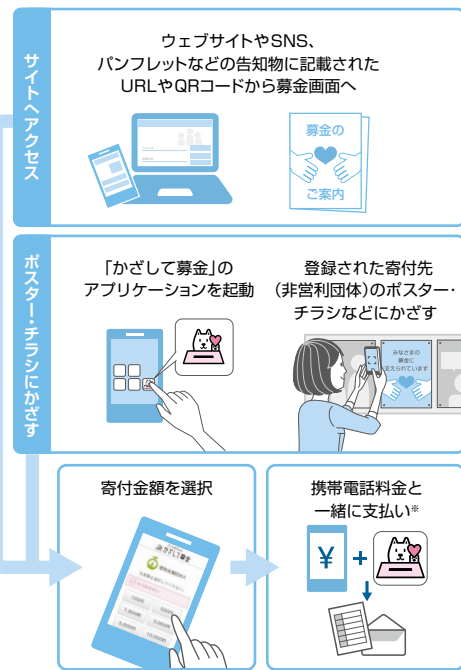 サイトへアクセス
ウェブサイトやSNS、
パンフレットなどの告知物に記載された
URLやQRコードから募金画面へ
募金の
ご案内
ポスター・チラシにかざす
「かざして募金」の
アプリケーションを起動
登録された寄付先
（非営利団体）のポスター・
チラシなどにかざす
みなさまの
募金に
支えられています
寄付金額を選択
かざして募金
携帯電話料金と
一緒に支払い※
¥
+